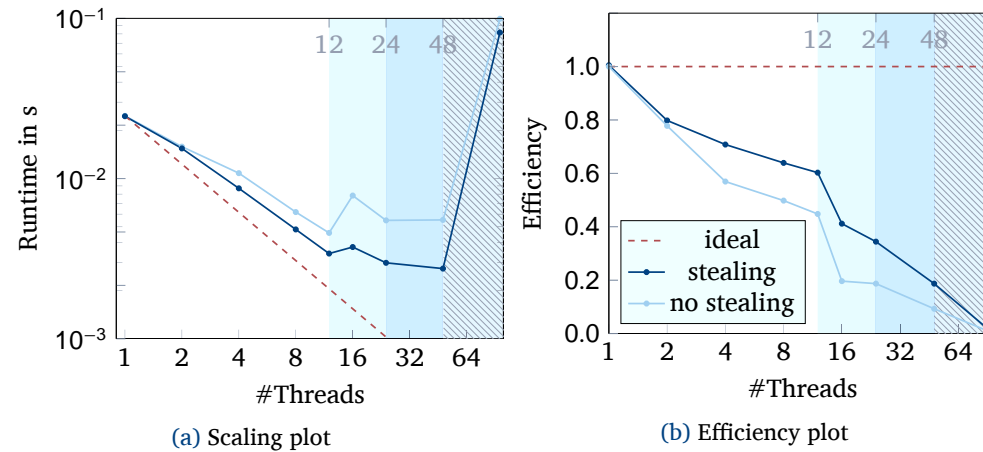 10⁻¹
10⁻²
10⁻³
Runtime in s
12 24 48
1 2 4 8 16 32 64
#Threads
(a) Scaling plot
1.0
0.8
0.6
0.4
0.2
0.0
Efficiency
12 24 48
ideal
stealing
no stealing
1 2 4 8 16 32 64
#Threads
(b) Efficiency plot